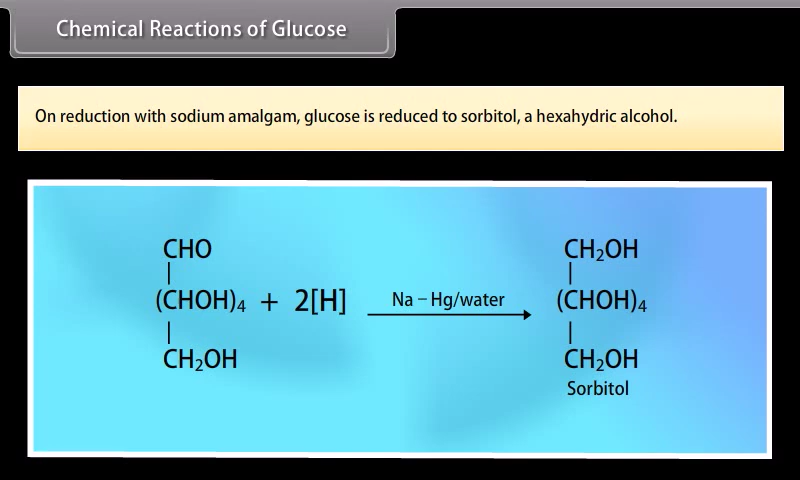 Chemical Reactions of Glucose
On reduction with sodium amalgam, glucose is reduced to sorbitol, a hexahydric alcohol.
CHO
|
(CHOH)₄ + 2[H]
|
CH₂OH
Na – Hg/water
CH₂OH
|
(CHOH)₄
|
CH₂OH
Sorbitol